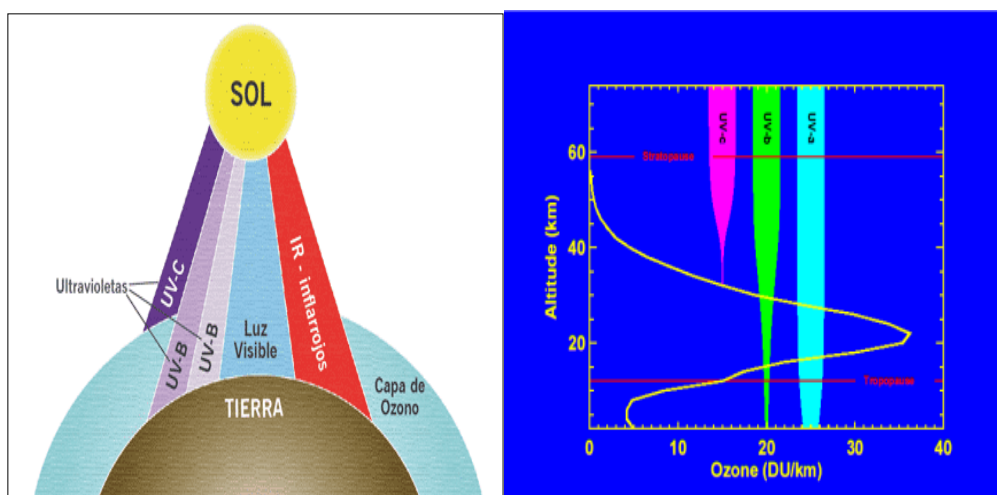 SOL
UV-C
Ultravioletas
UV-B
UV-B
Luz
Visible
IR - inflarrojos
Capa de
Ozono
TIERRA
UV-c
UV-b
UV-a
Stratopause
Tropopause
Altitude (km)
60
40
20
0
10
20
30
40
Ozone (DU/km)